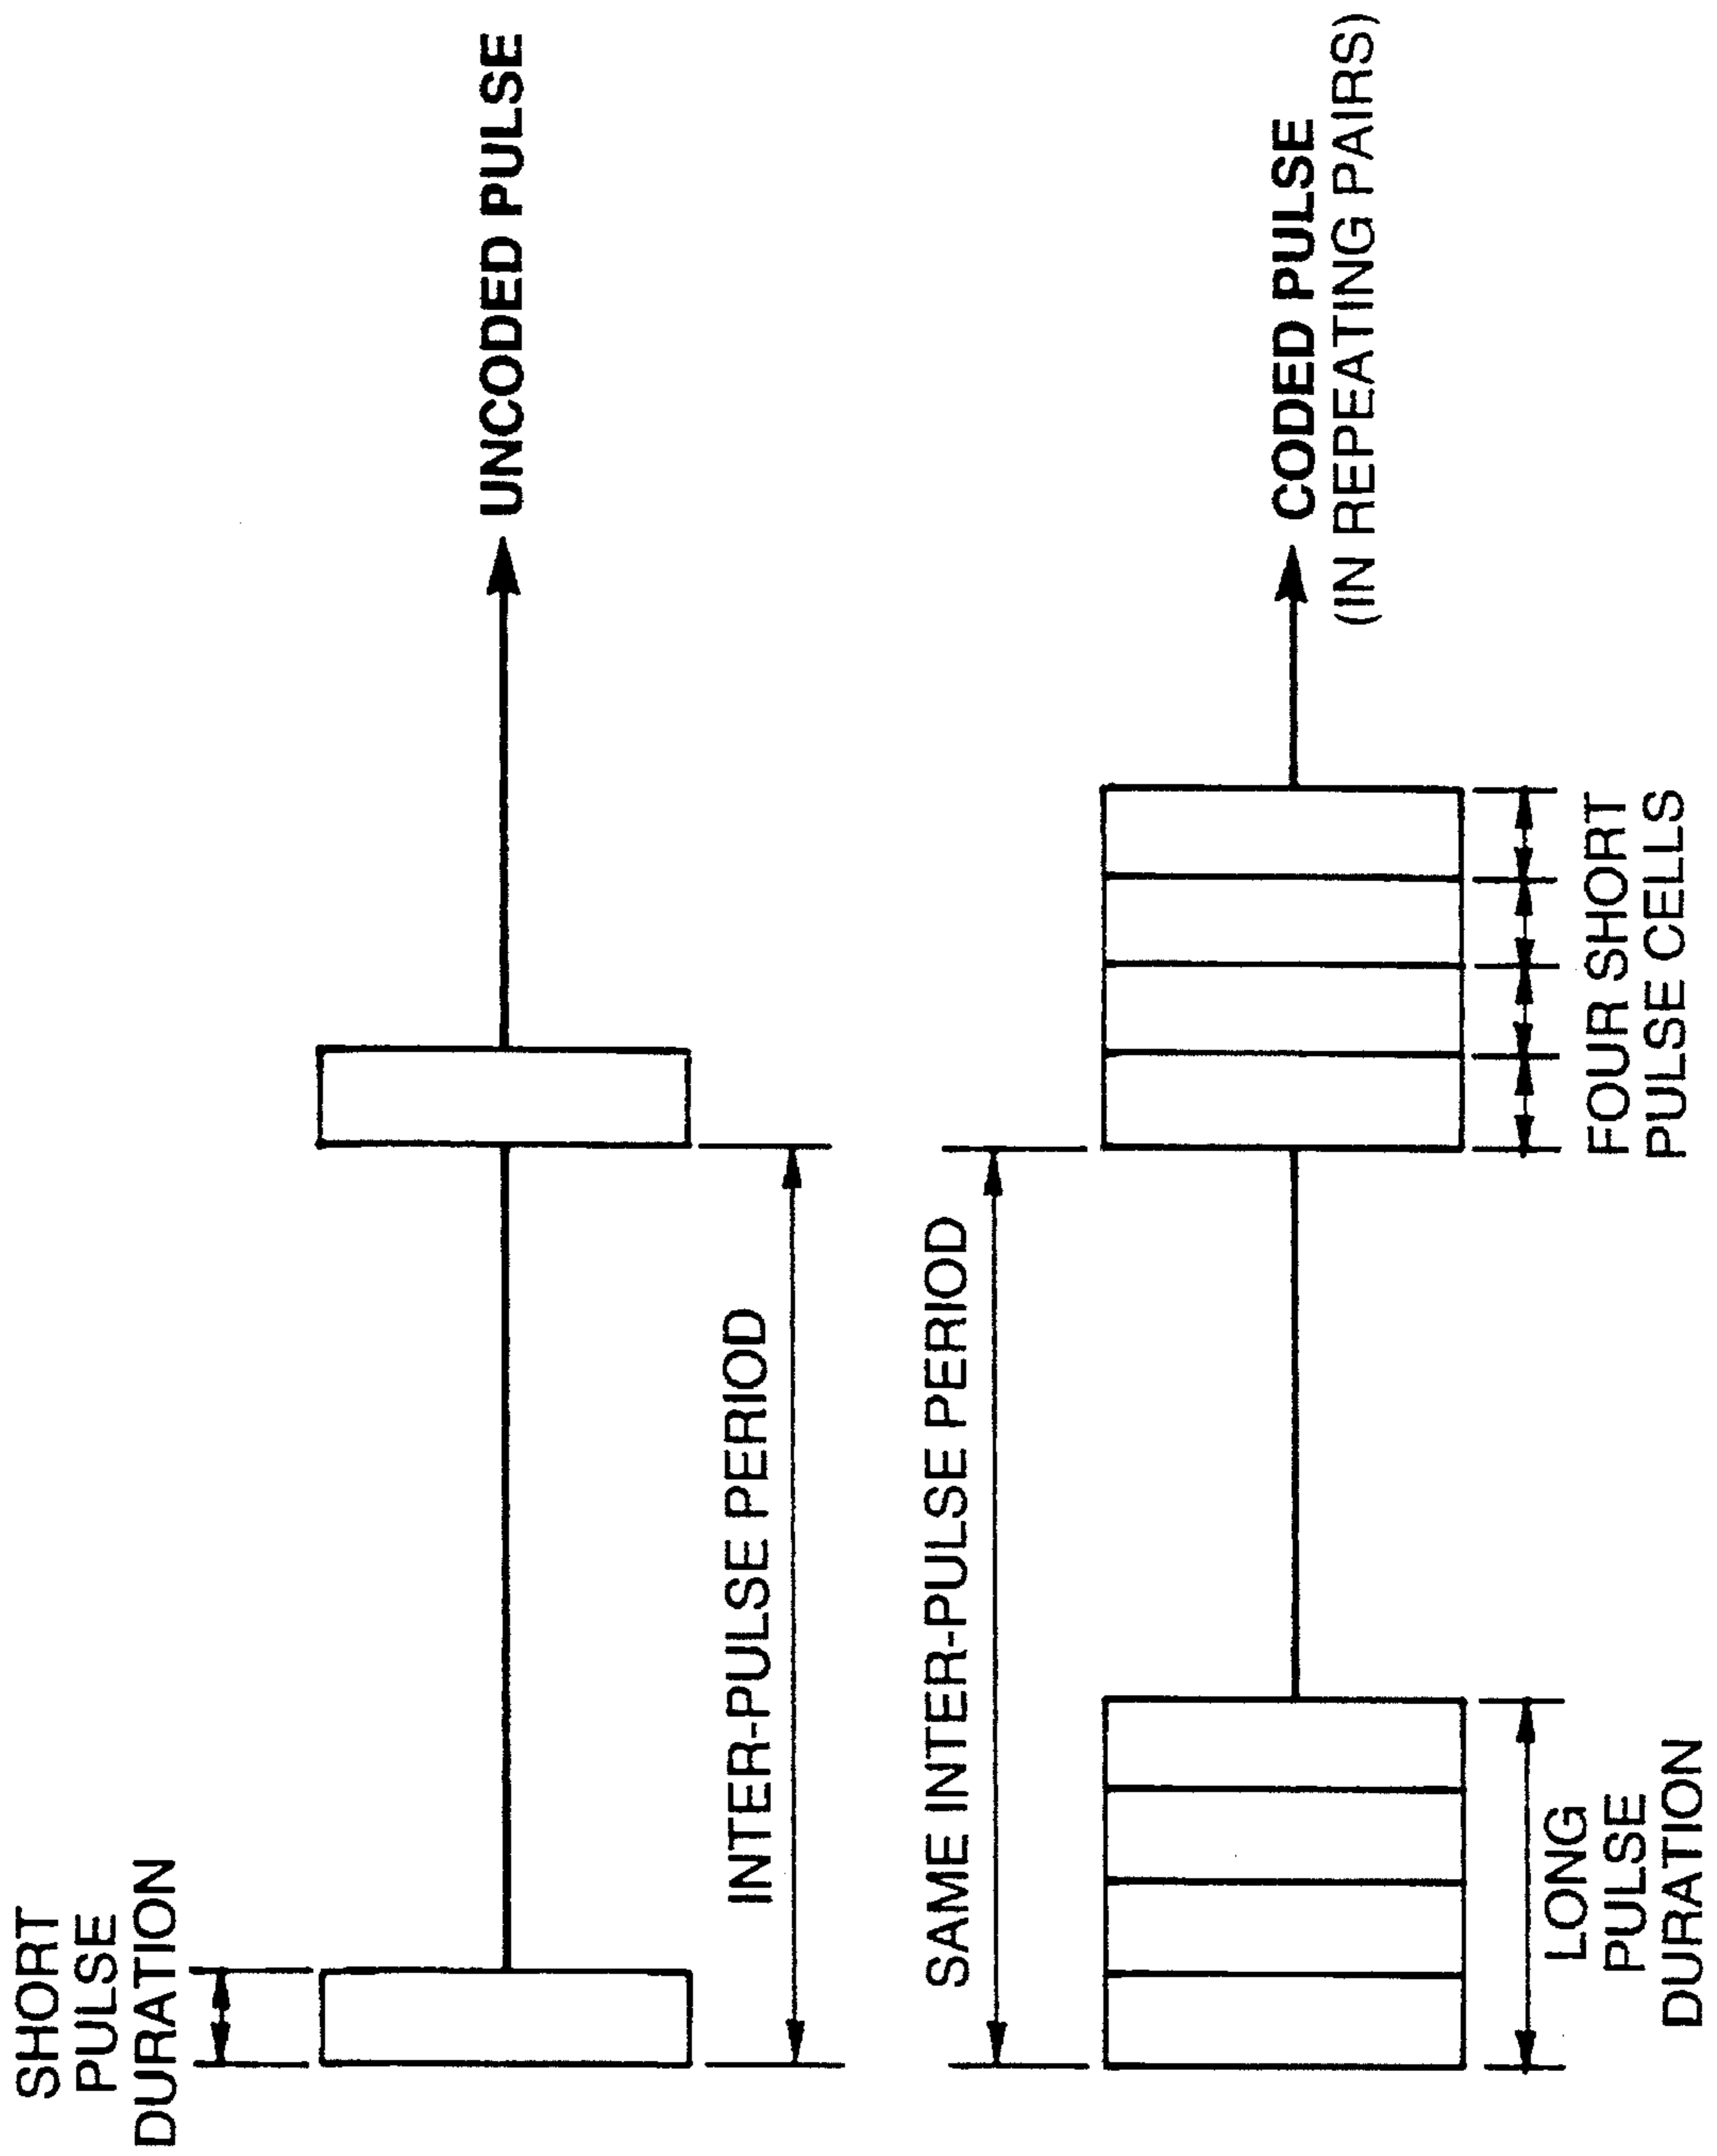 SHORT
PULSE
DURATION
UNCODED PULSE
INTER-PULSE PERIOD
SAME INTER-PULSE PERIOD
CODED PULSE
(IN REPEATING PAIRS)
LONG
PULSE
DURATION
FOUR SHORT
PULSE CELLS